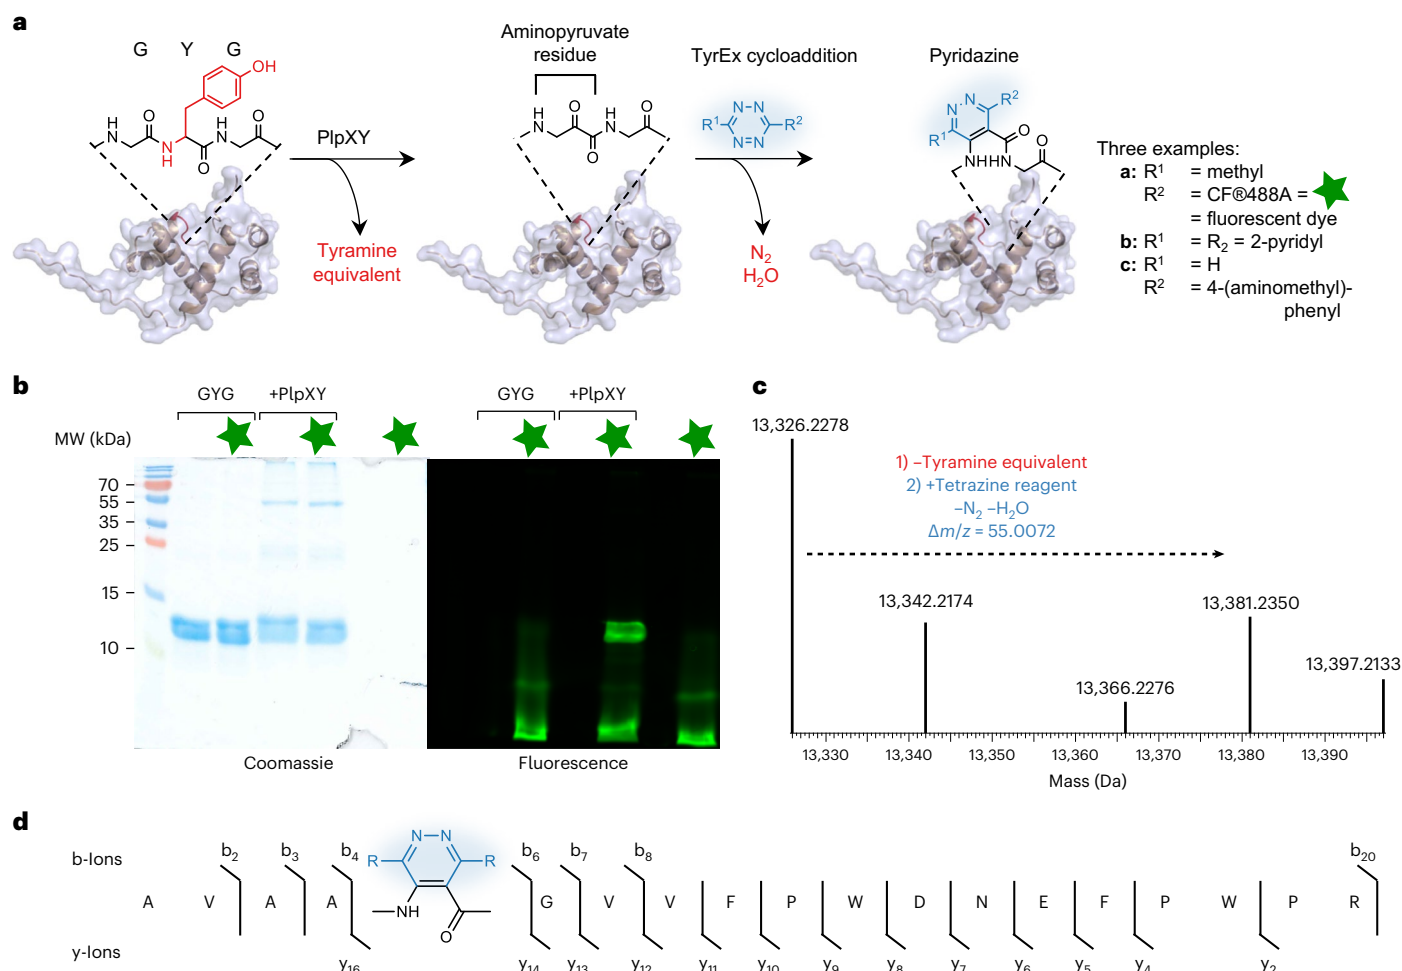 a
G Y G
OH
H
N
O
N
H
O
H
N
O
PlpXY
Tyramine
equivalent
Aminopyruvate
residue
H
N
O
O
H
N
O
TyrEx cycloaddition
N N
R1 R2
N N
N2
H2O
Pyridazine
N N R2
R1
O
NH HN
O
Three examples:
a: R1 = methyl
R2 = CF®488A =
= fluorescent dye
b: R1 = R2 = 2-pyridyl
c: R1 = H
R2 = 4-(aminomethyl)-
phenyl
b
GYG +PlpXY GYG +PlpXY
MW (kDa)
70
55
35
25
15
10
Coomassie Fluorescence
c
13,326.2278
1) –Tyramine equivalent
2) +Tetrazine reagent
–N2 –H2O
Δm/z = 55.0072
13,342.2174
13,381.2350
13,397.2133
13,366.2276
13,330 13,340 13,350 13,360 13,370 13,380 13,390
Mass (Da)
d
b-Ions b2 b3 b4 b6 b7 b8 b20
N N
R R
NH
O
A V A A G V V F P W D N E F P W P R
y-Ions y16 y14 y13 y12 y11 y10 y9 y8 y7 y6 y5 y4 y2